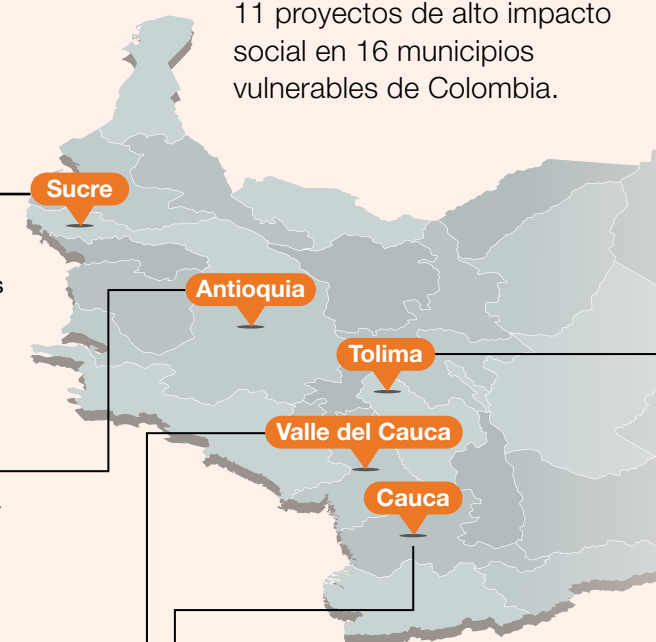 11 proyectos de alto impacto
social en 16 municipios
vulnerables de Colombia.
Sucre
s
Antioquia
Tolima
Valle del Cauca
Cauca